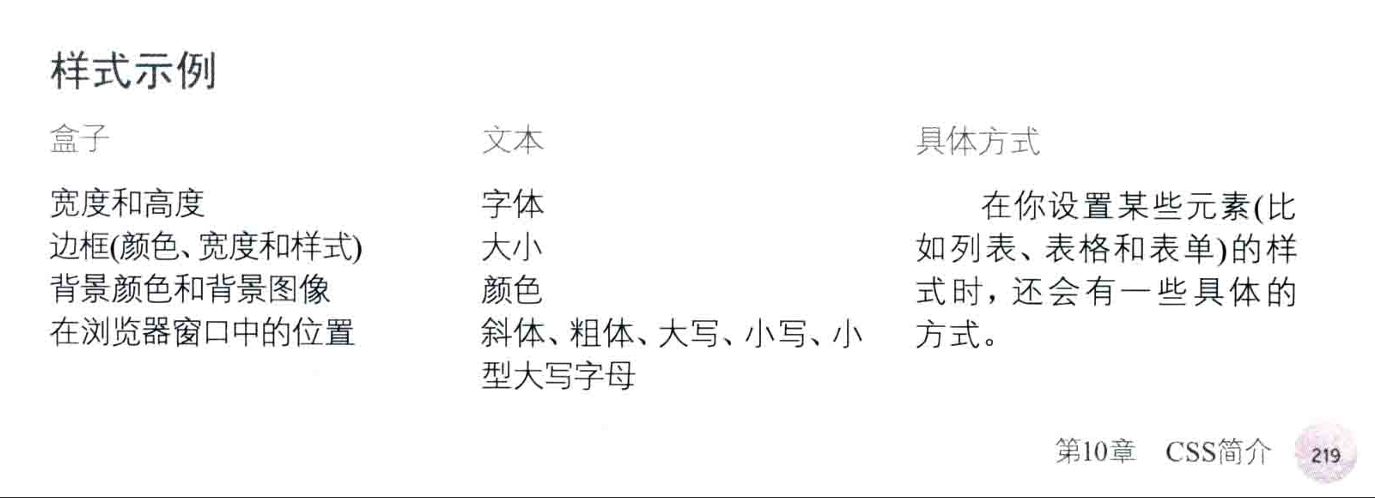 样式示例
盒子
宽度和高度
边框(颜色、宽度和样式)
背景颜色和背景图像
在浏览器窗口中的位置
文本
字体
大小
颜色
斜体、粗体、大写、小写、小
型大写字母
具体方式
在你设置某些元素(比
如列表、表格和表单)的样
式时，还会有一些具体的
方式。
第10章 CSS简介 219